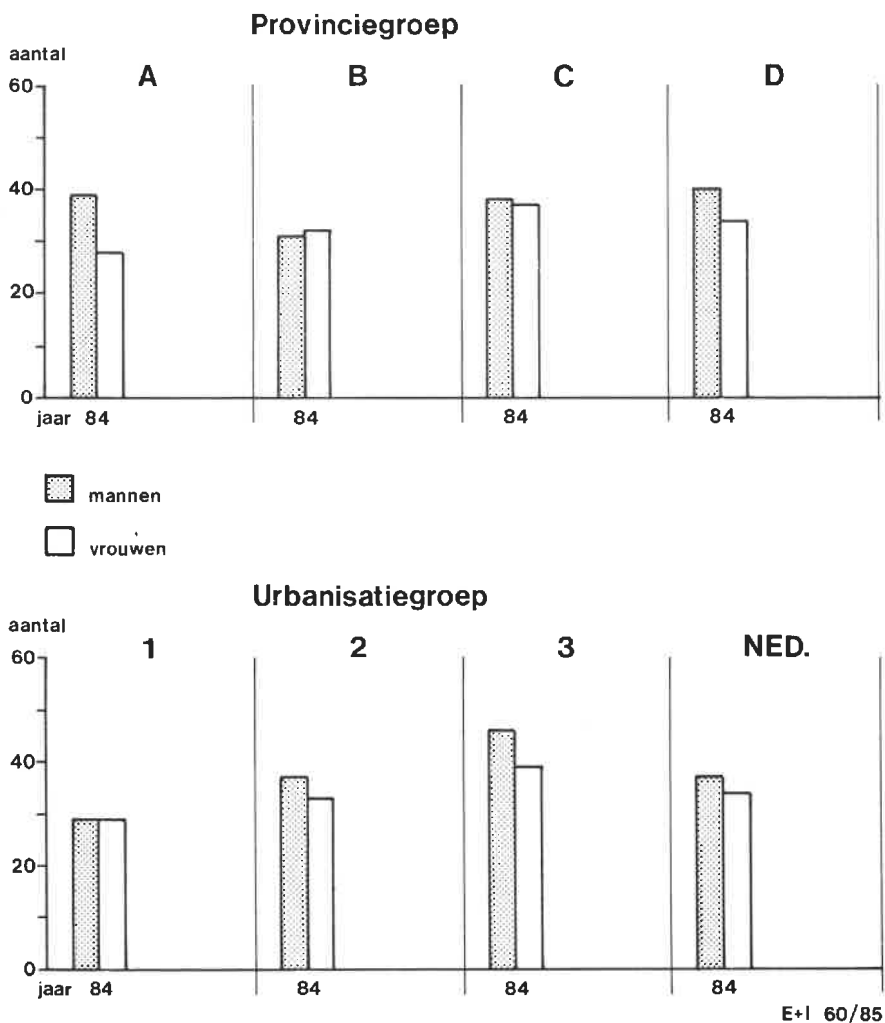 Provinciegroep
aantal
A B C D
60
40
20
0
jaar 84 84 84 84
mannen
vrouwen
Urbanisatiegroep
aantal
1 2 3 NED.
60
40
20
0
jaar 84 84 84 84
E+I 60/85